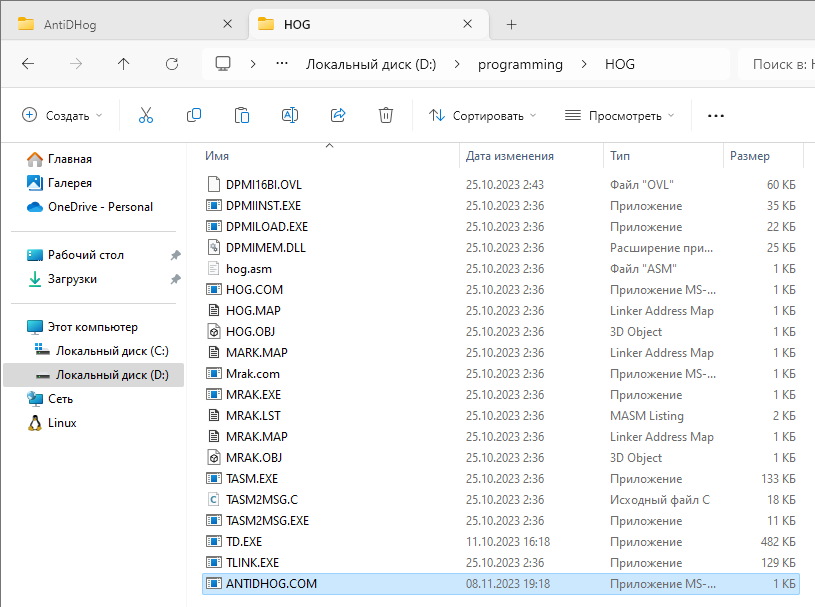 AntiDHog
HOG
Локальный диск (D:) programming HOG Поиск в: H
Создать Сортировать Просмотреть
Главная
Галерея
OneDrive - Personal
Рабочий стол
Загрузки
Этот компьютер
Локальный диск (C:)
Локальный диск (D:)
Сеть
Linux
Имя Дата изменения Тип Размер
DPMI16BI.OVL 25.10.2023 2:43 Файл "OVL" 60 КБ
DPMIINST.EXE 25.10.2023 2:36 Приложение 35 КБ
DPMILOAD.EXE 25.10.2023 2:36 Приложение 22 КБ
DPMIMEM.DLL 25.10.2023 2:36 Расширение при... 25 КБ
hog.asm 25.10.2023 2:36 Файл "ASM" 1 КБ
HOG.COM 25.10.2023 2:36 Приложение MS-... 1 КБ
HOG.MAP 25.10.2023 2:36 Linker Address Map 1 КБ
HOG.OBJ 25.10.2023 2:36 3D Object 1 КБ
MARK.MAP 25.10.2023 2:36 Linker Address Map 1 КБ
Mrak.com 25.10.2023 2:36 Приложение MS-... 1 КБ
MRAK.EXE 25.10.2023 2:36 Приложение 1 КБ
MRAK.LST 25.10.2023 2:36 MASM Listing 2 КБ
MRAK.MAP 25.10.2023 2:36 Linker Address Map 1 КБ
MRAK.OBJ 25.10.2023 2:36 3D Object 1 КБ
TASM.EXE 25.10.2023 2:36 Приложение 133 КБ
TASM2MSG.C 25.10.2023 2:36 Исходный файл C 18 КБ
TASM2MSG.EXE 25.10.2023 2:36 Приложение 11 КБ
TD.EXE 11.10.2023 16:18 Приложение 482 КБ
TLINK.EXE 25.10.2023 2:36 Приложение 129 КБ
ANTIDHOG.COM 08.11.2023 19:18 Приложение MS-... 1 КБ